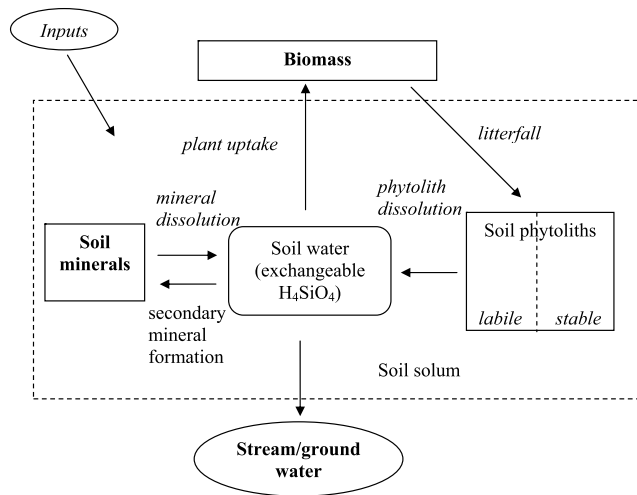 Inputs
Biomass
plant uptake
litterfall
mineral
dissolution
phytolith
dissolution
Soil
minerals
Soil water
(exchangeable
H₄SiO₄)
Soil phytoliths
labile
stable
secondary
mineral
formation
Soil solum
Stream/ground
water